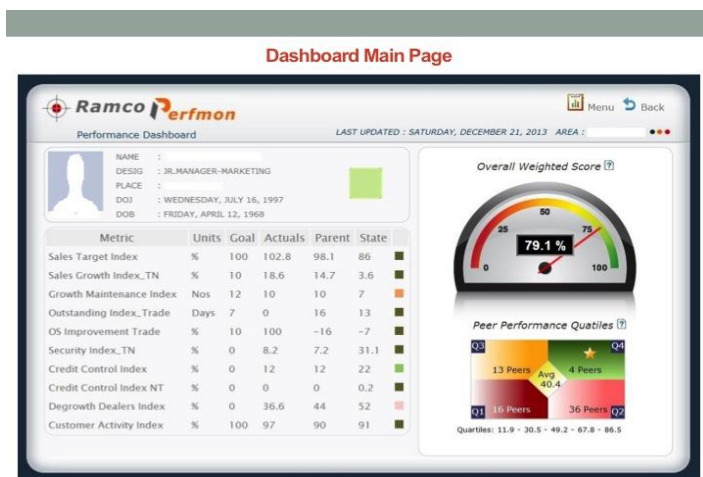 Dashboard Main Page
Ramco Perfmon
Menu Back
Performance Dashboard
LAST UPDATED : SATURDAY, DECEMBER 21, 2013 AREA :
NAME :
DESIG : JR.MANAGER-MARKETING
PLACE :
DOJ : WEDNESDAY, JULY 16, 1997
DOB : FRIDAY, APRIL 12, 1968
Metric Units Goal Actuals Parent State
Sales Target Index % 100 102.8 98.1 86
Sales Growth Index_TN % 10 18.6 14.7 3.6
Growth Maintenance Index Nos 12 10 10 7
Outstanding Index_Trade Days 7 0 16 13
OS Improvement Trade % 10 100 -16 -7
Security Index_TN % 0 8.2 7.2 31.1
Credit Control Index % 0 12 12 22
Credit Control Index NT % 0 0 0 0.2
Degrowth Dealers Index % 0 36.6 44 52
Customer Activity Index % 100 97 90 91
Overall Weighted Score ?
0 25 50 75 100
79.1 %
Peer Performance Quatiles ?
Q3 Q4
13 Peers 4 Peers
Avg
40.4
16 Peers 36 Peers
Q1 Q2
Quartiles: 11.9 - 30.5 - 49.2 - 67.8 - 86.5